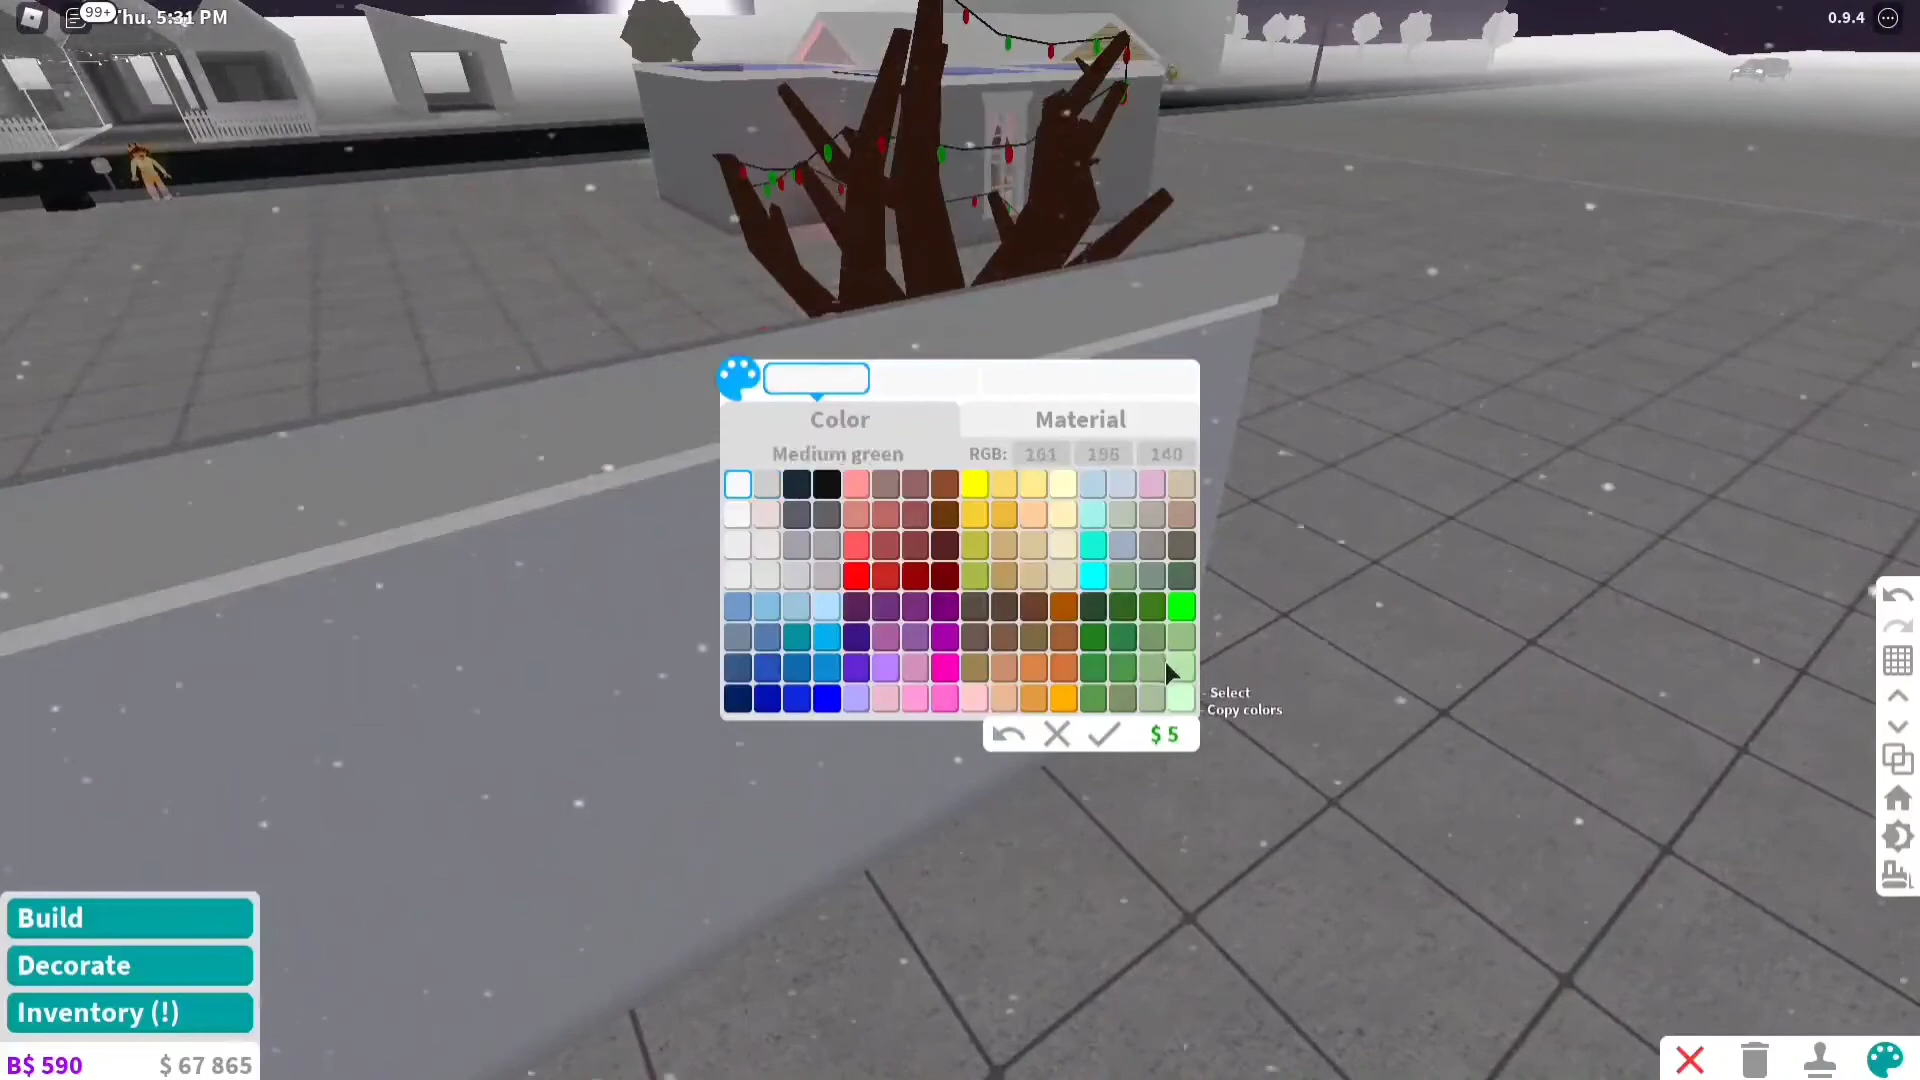 99+
Thu. 5:31 PM
0.9.4
Color
Material
Medium green
RGB: 161 196 140
- Select
- Copy colors
$ 5
Build
Decorate
Inventory (!)
B$ 590
$ 67 865